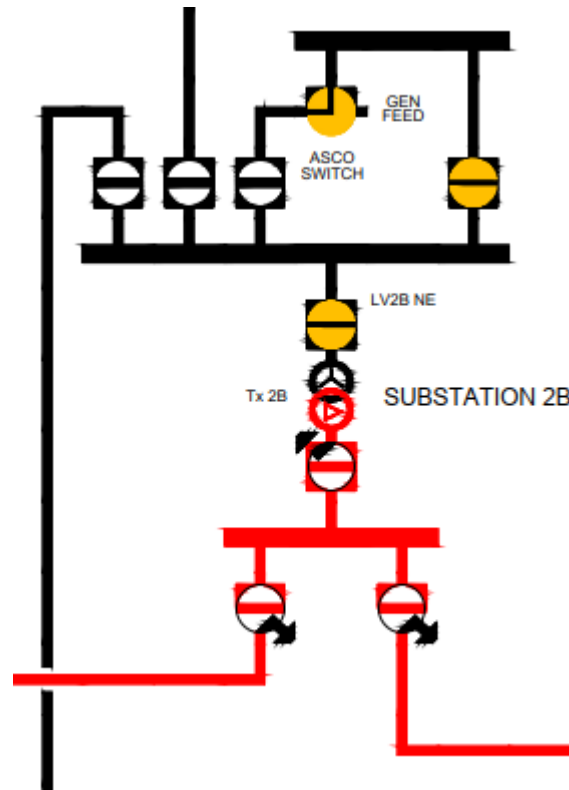 GEN
FEED
ASCO
SWITCH
LV2B NE
Tx 2B
SUBSTATION 2B